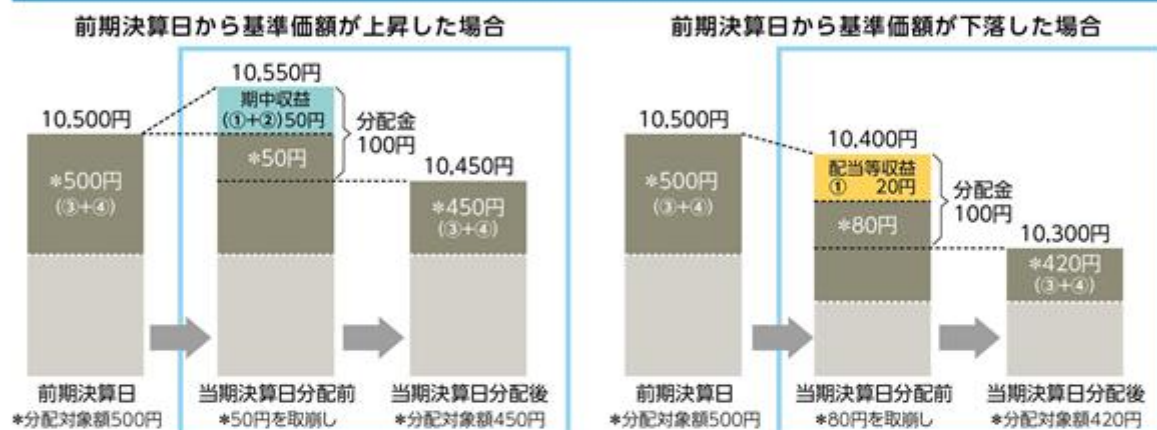 前期決算日から基準価額が上昇した場合
10,550円
10,500円
期中収益
(①+②)50円
分配金
100円
*50円
10,450円
*500円
(③+④)
*450円
(③+④)
前期決算日
*分配対象額500円
当期決算日分配前
*50円を取崩し
当期決算日分配後
*分配対象額450円
前期決算日から基準価額が下落した場合
10,500円
10,400円
配当等収益
① 20円
分配金
100円
*500円
(③+④)
*80円
10,300円
*420円
(③+④)
前期決算日
*分配対象額500円
当期決算日分配前
*80円を取崩し
当期決算日分配後
*分配対象額420円